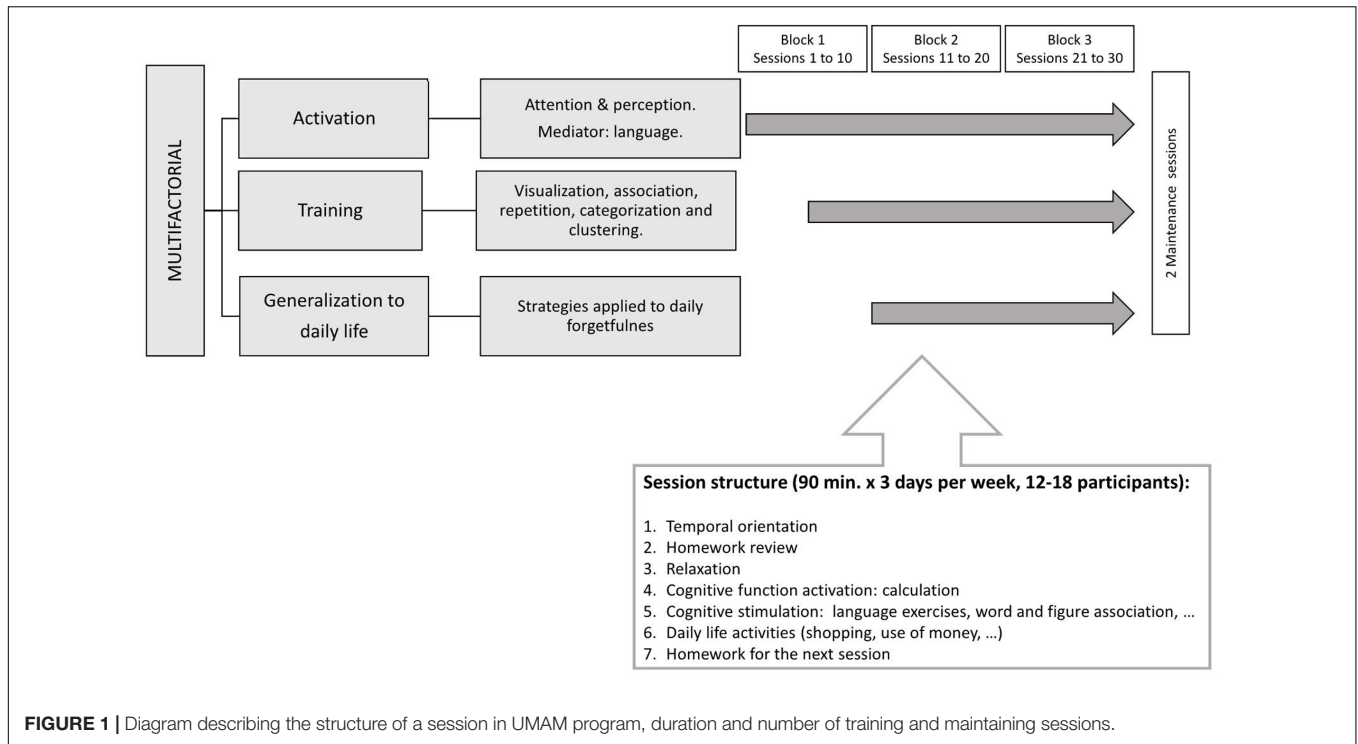 Block 1
Sessions 1 to 10
Block 2
Sessions 11 to 20
Block 3
Sessions 21 to 30
MULTIFACTORIAL
Activation
Attention & perception.
Mediator: language.
Training
Visualization, association,
repetition, categorization and
clustering.
Generalization to
daily life
Strategies applied to daily
forgetfulnes
2 Maintenance sessions
Session structure (90 min. x 3 days per week, 12-18 participants):
1. Temporal orientation
2. Homework review
3. Relaxation
4. Cognitive function activation: calculation
5. Cognitive stimulation: language exercises, word and figure association, ...
6. Daily life activities (shopping, use of money, ...)
7. Homework for the next session
FIGURE 1 | Diagram describing the structure of a session in UMAM program, duration and number of training and maintaining sessions.